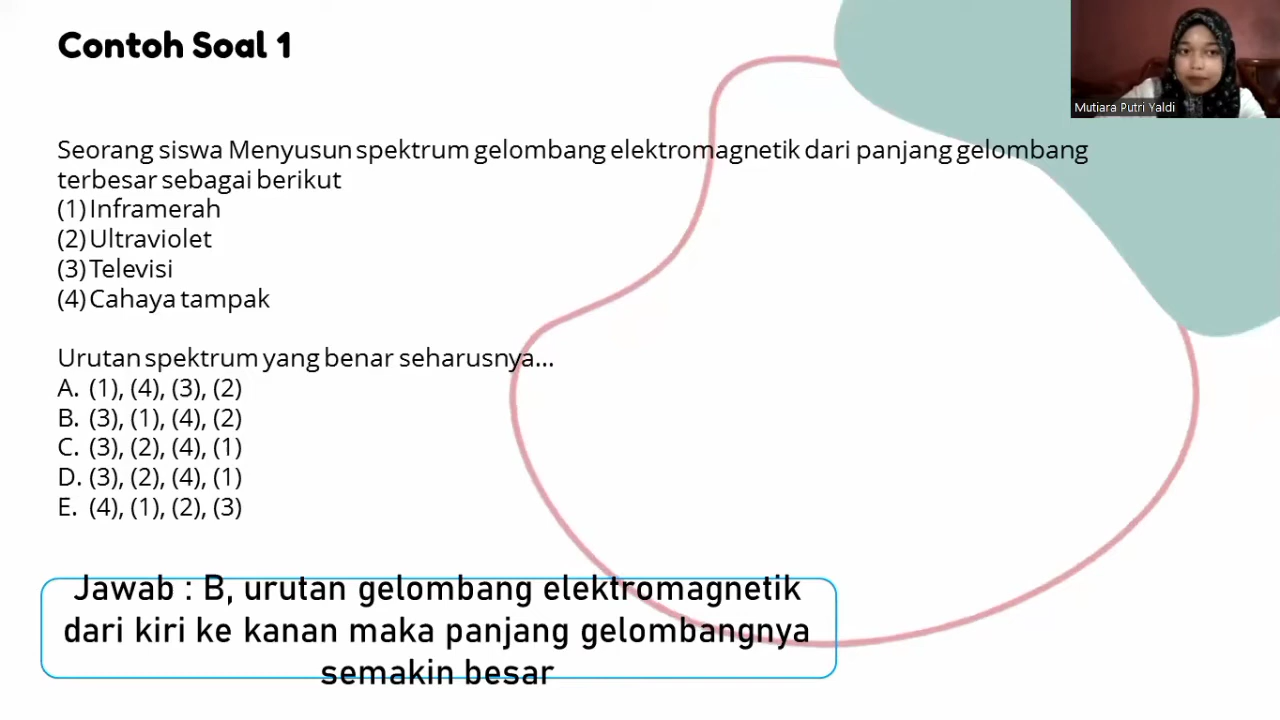 Contoh Soal 1
Mutiara Putri Yaldi
Seorang siswa Menyusun spektrum gelombang elektromagnetik dari panjang gelombang
terbesar sebagai berikut
(1) Inframerah
(2) Ultraviolet
(3) Televisi
(4) Cahaya tampak
Urutan spektrum yang benar seharusnya...
A. (1), (4), (3), (2)
B. (3), (1), (4), (2)
C. (3), (2), (4), (1)
D. (3), (2), (4), (1)
E. (4), (1), (2), (3)
Jawab : B, urutan gelombang elektromagnetik
dari kiri ke kanan maka panjang gelombangnya
semakin besar